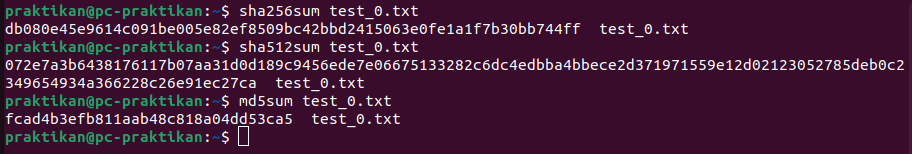 praktikan@pc-praktikan:~$ sha256sum test_0.txt
db080e45e9614c091be005e82ef8509bc42bbd2415063e0fe1a1f7b30bb744ff  test_0.txt
praktikan@pc-praktikan:~$ sha512sum test_0.txt
072e7a3b6438176117b07aa31d0d189c9456ede7e06675133282c6dc4edbba4bbece2d371971559e12d02123052785deb0c2
349654934a366228c26e91ec27ca  test_0.txt
praktikan@pc-praktikan:~$ md5sum test_0.txt
fcad4b3efb811aab48c818a04dd53ca5  test_0.txt
praktikan@pc-praktikan:~$